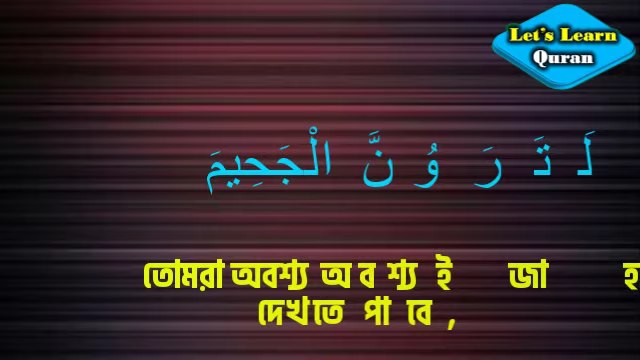 Let's Learn
Quran
لَ تَ رَ وُ نَّ الْجَحِيمَ
তোমরা অবশ্য অ ব শ্য ই জা হ
দেখতে পা বে ,